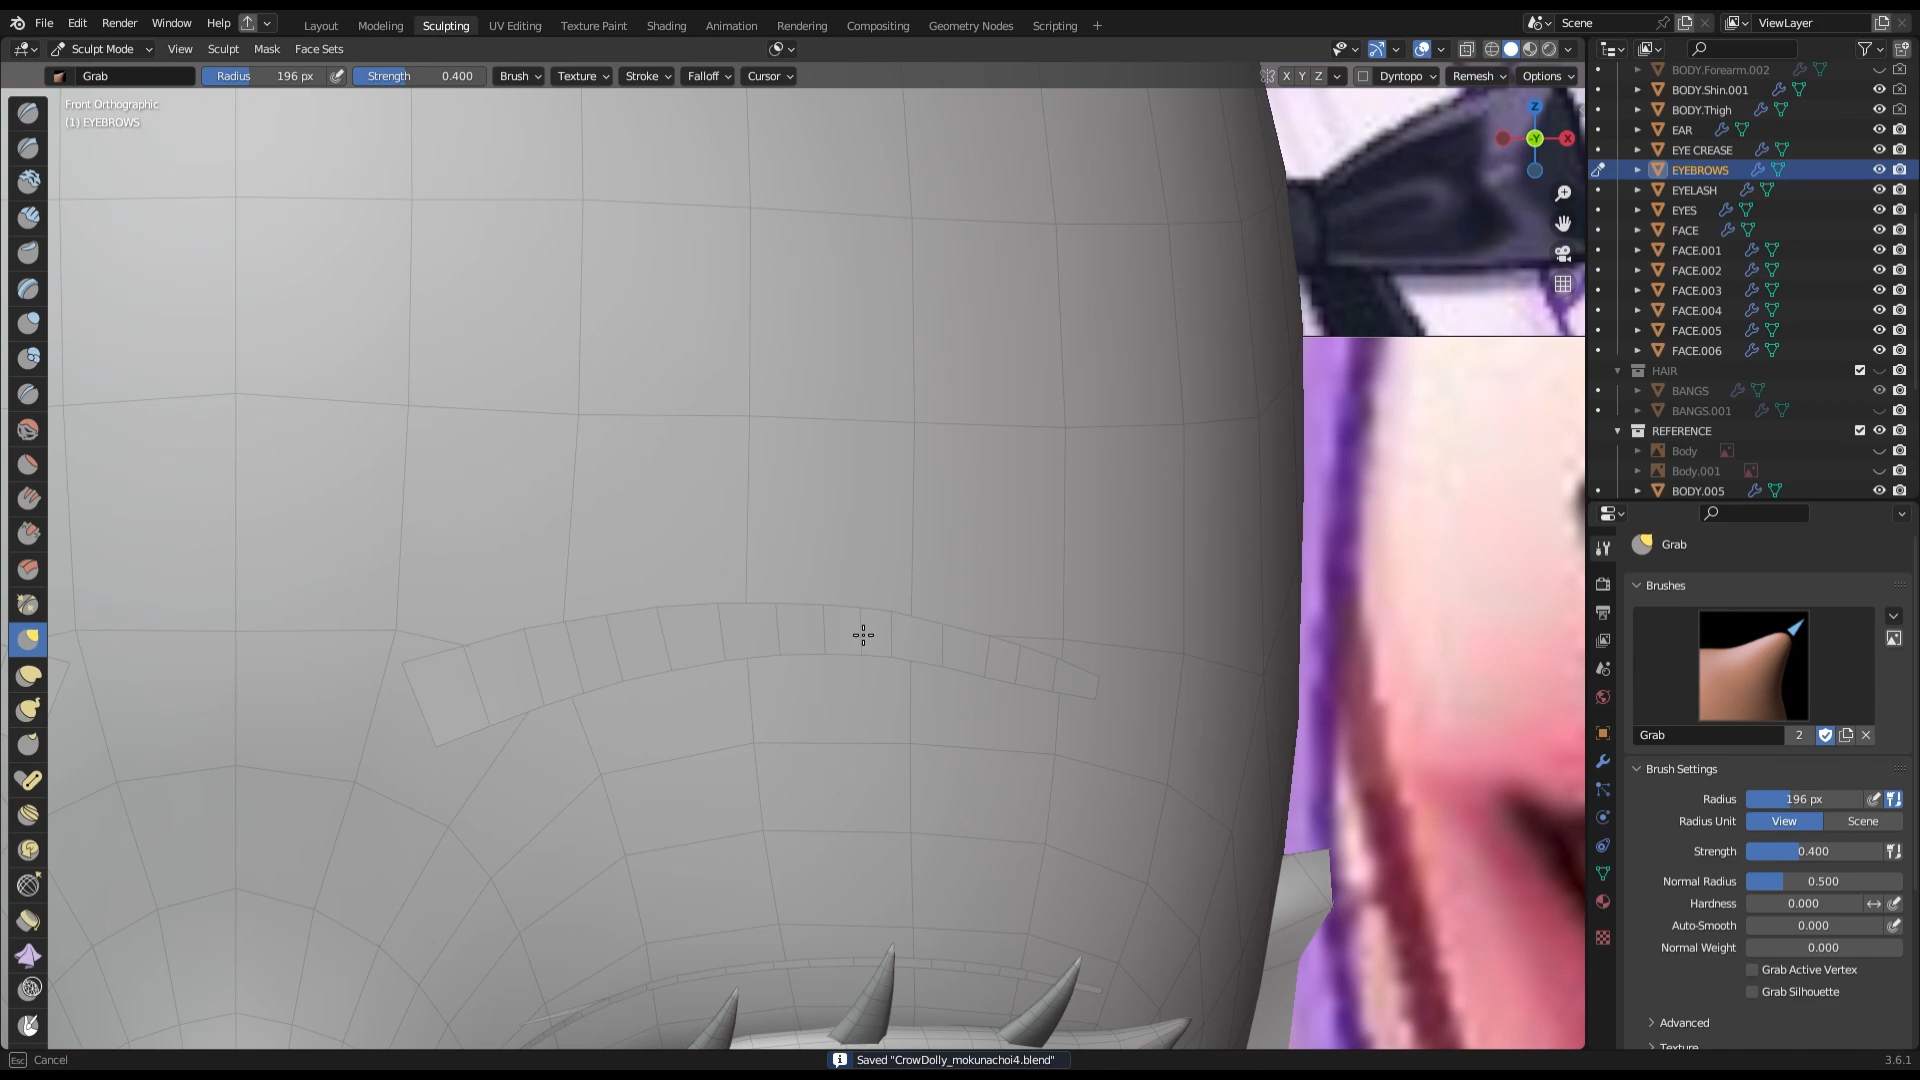 File Edit Render Window Help Layout Modeling Sculpting UV Editing Texture Paint Shading Animation Rendering Compositing Geometry Nodes Scripting + Scene ViewLayer
Sculpt Mode View Sculpt Mask Face Sets
Grab Radius 196 px Strength 0.400 Brush Texture Stroke Falloff Cursor X Y Z Dyntopo Remesh Options
Front Orthographic
(1) EYEBROWS
Z
-Y
X
BODY.Forearm.002
BODY.Shin.001
BODY.Thigh
EAR
EYE CREASE
EYEBROWS
EYELASH
EYES
FACE
FACE.001
FACE.002
FACE.003
FACE.004
FACE.005
FACE.006
HAIR
BANGS
BANGS.001
REFERENCE
Body
Body.001
BODY.005
Grab
Brushes
Grab 2
Brush Settings
Radius 196 px
Radius Unit View Scene
Strength 0.400
Normal Radius 0.500
Hardness 0.000
Auto-Smooth 0.000
Normal Weight 0.000
Grab Active Vertex
Grab Silhouette
Advanced
Texture
Esc Cancel Saved "CrowDolly_mokunachoi4.blend" 3.6.1